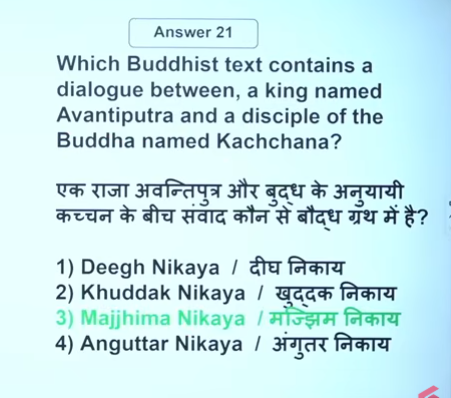 Answer 21
Which Buddhist text contains a
dialogue between, a king named
Avantiputra and a disciple of the
Buddha named Kachchana?
एक राजा अवन्तिपुत्र और बुद्ध के अनुयायी
कच्चन के बीच संवाद कौन से बौद्ध ग्रंथ में है?
1) Deegh Nikaya / दीघ निकाय
2) Khuddak Nikaya / खुद्दक निकाय
3) Majjhima Nikaya / मज्झिम निकाय
4) Anguttar Nikaya / अंगुतर निकाय